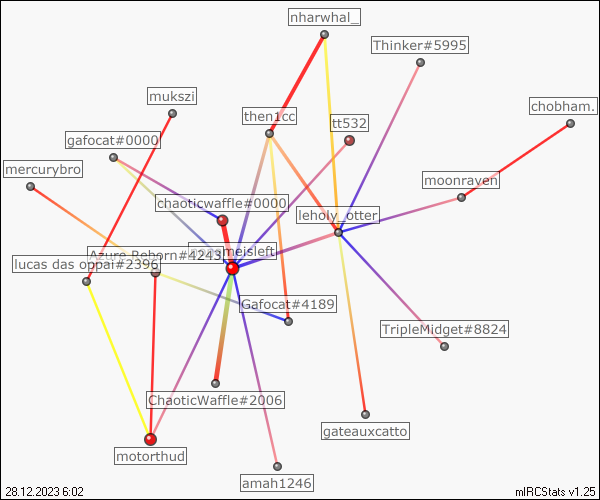 nharwhal_
Thinker#5995
mukszi
chobham.
then1cc
tt532
gafocat#0000
mercurybro
moonraven
chaoticwaffle#0000
leholy_otter
Azure Reborn#4243
meisleft
lucas das oppai#2396
Gafocat#4189
TripleMidget#8824
ChaoticWaffle#2006
gateauxcatto
motorthud
amah1246
28.12.2023 6:02
mIRCStats v1.25